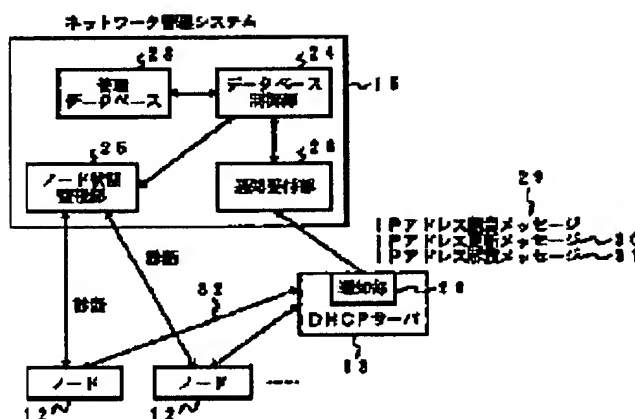 ネットワーク管理システム
23
24
管理
データベース
データベース
制御部
15
25
26
ノード状態
監視部
通知受付部
29
IPアドレス割当メッセージ
IPアドレス更新メッセージ
30
IPアドレス解放メッセージ
31
診断
診断
32
通知部
28
DHCPサーバ
13
ノード
ノード
12
12